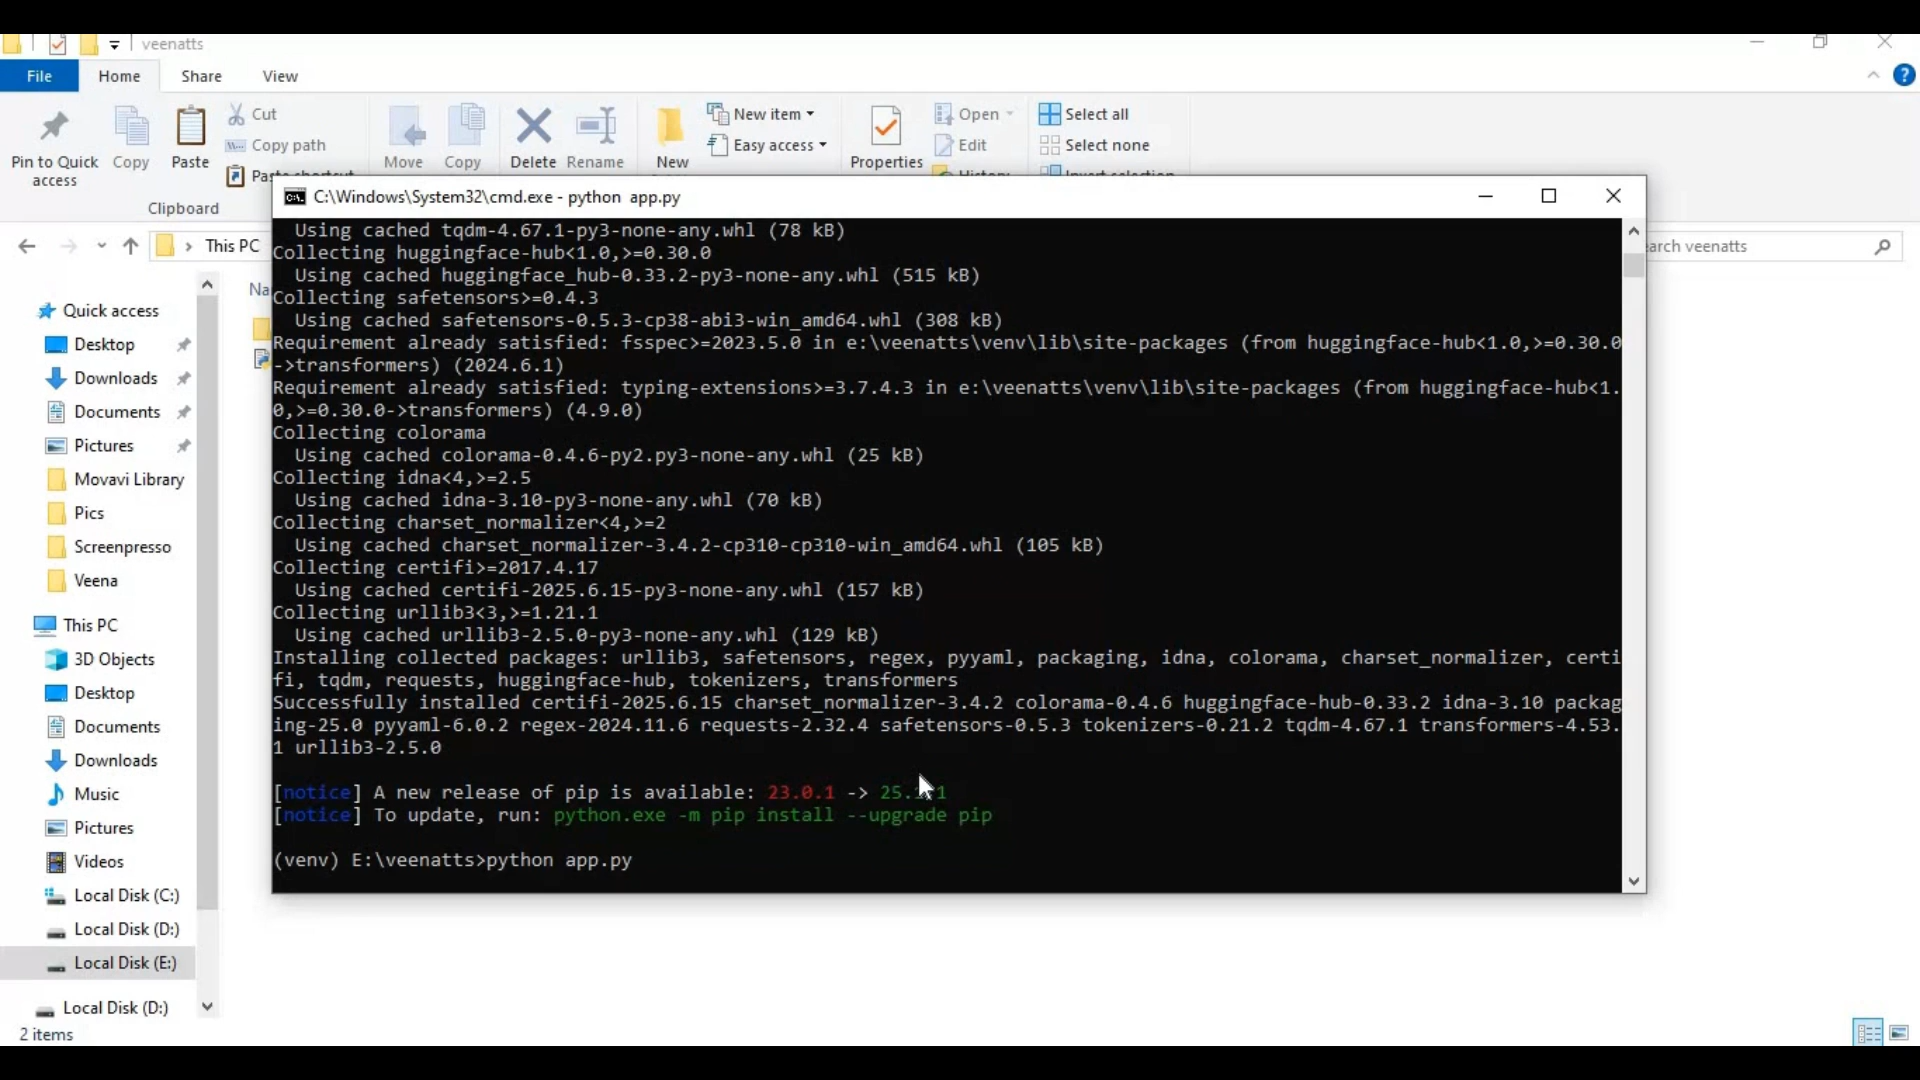 veenatts
File Home Share View
Pin to Quick access
Copy
Paste
Cut
Copy path
Clipboard
Move
Copy
Delete
Rename
New
New item
Easy access
Properties
Open
Edit
Select all
Select none
C:\Windows\System32\cmd.exe - python app.py
This PC
earch veenatts
Using cached tqdm-4.67.1-py3-none-any.whl (78 kB)
Collecting huggingface-hub<1.0,>=0.30.0
Using cached huggingface_hub-0.33.2-py3-none-any.whl (515 kB)
Collecting safetensors>=0.4.3
Using cached safetensors-0.5.3-cp38-abi3-win_amd64.whl (308 kB)
Requirement already satisfied: fsspec>=2023.5.0 in e:\veenatts\venv\lib\site-packages (from huggingface-hub<1.0,>=0.30.0
->transformers) (2024.6.1)
Requirement already satisfied: typing-extensions>=3.7.4.3 in e:\veenatts\venv\lib\site-packages (from huggingface-hub<1.
0,>=0.30.0->transformers) (4.9.0)
Collecting colorama
Using cached colorama-0.4.6-py2.py3-none-any.whl (25 kB)
Collecting idna<4,>=2.5
Using cached idna-3.10-py3-none-any.whl (70 kB)
Collecting charset_normalizer<4,>=2
Using cached charset_normalizer-3.4.2-cp310-cp310-win_amd64.whl (105 kB)
Collecting certifi>=2017.4.17
Using cached certifi-2025.6.15-py3-none-any.whl (157 kB)
Collecting urllib3<3,>=1.21.1
Using cached urllib3-2.5.0-py3-none-any.whl (129 kB)
Installing collected packages: urllib3, safetensors, regex, pyyaml, packaging, idna, colorama, charset_normalizer, certi
fi, tqdm, requests, huggingface-hub, tokenizers, transformers
Successfully installed certifi-2025.6.15 charset_normalizer-3.4.2 colorama-0.4.6 huggingface-hub-0.33.2 idna-3.10 packag
ing-25.0 pyyaml-6.0.2 regex-2024.11.6 requests-2.32.4 safetensors-0.5.3 tokenizers-0.21.2 tqdm-4.67.1 transformers-4.53.
1 urllib3-2.5.0
[notice] A new release of pip is available: 23.0.1 ->
[notice] To update, run: python.exe -m pip install --upgrade pip
(venv) E:\veenatts>python app.py
Quick access
Desktop
Downloads
Documents
Pictures
Movavi Library
Pics
Screenpresso
Veena
This PC
3D Objects
Desktop
Documents
Downloads
Music
Pictures
Videos
Local Disk (C:)
Local Disk (D:)
Local Disk (E:)
Local Disk (D:)
2 items